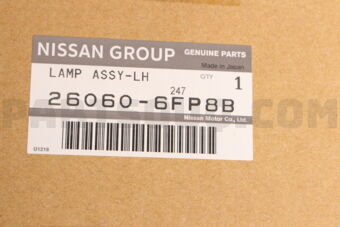 NISSAN GROUP GENUINE PARTS
Made in Japan
LAMP ASSY-LH QTY 1
247
26060-6FP8B
Nissan Motor Co., Ltd.